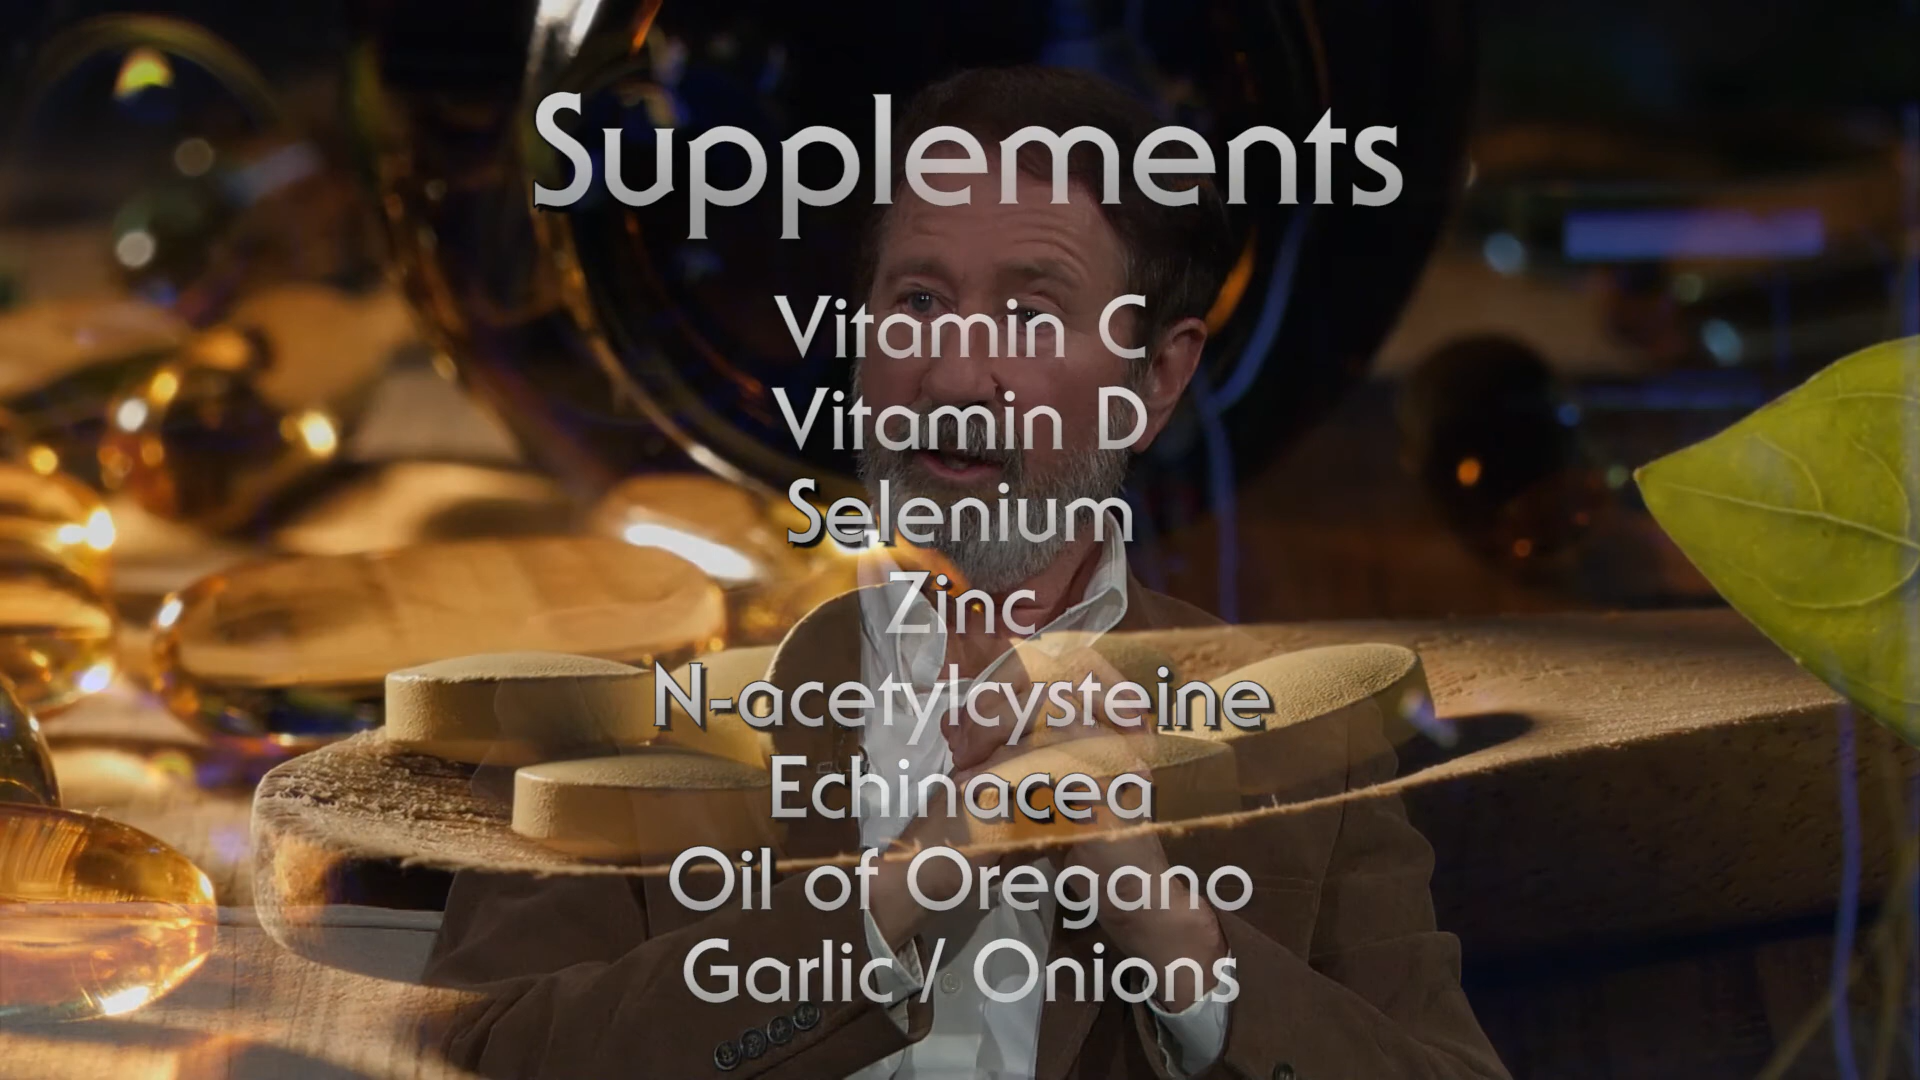 Supplements
Vitamin C
Vitamin D
Selenium
Zinc
N-acetylcysteine
Echinacea
Oil of Oregano
Garlic / Onions